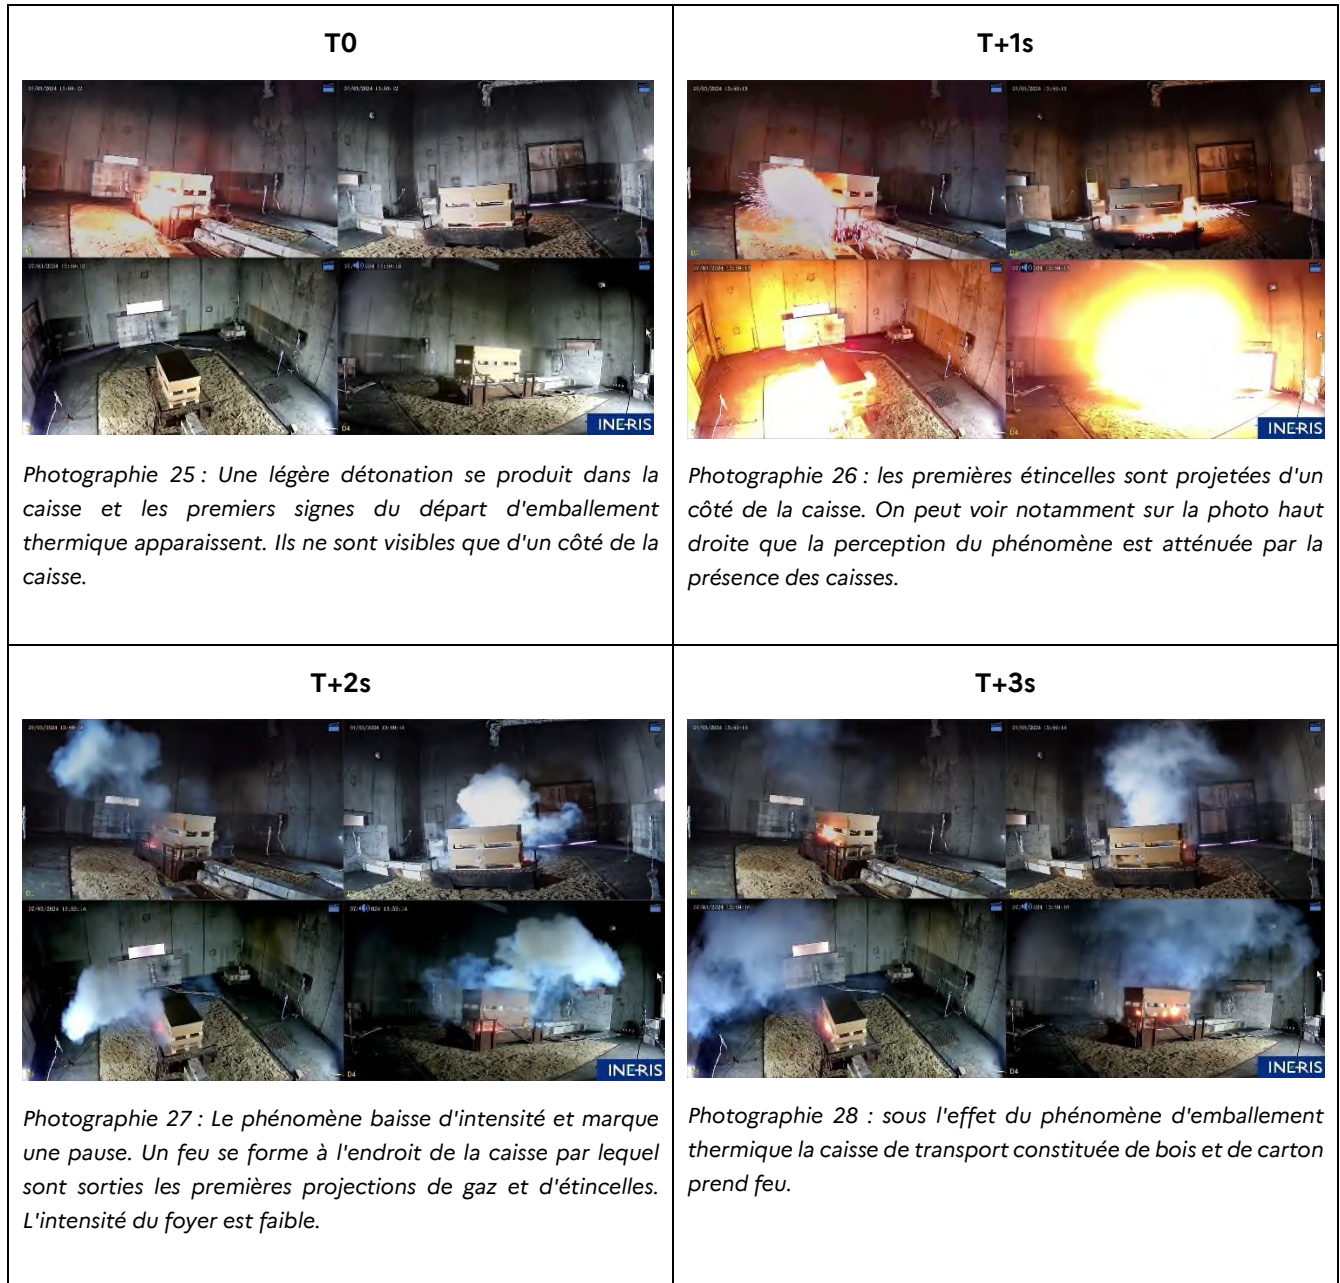 T0
INERIS
Photographie 25 : Une légère détonation se produit dans la
caisse et les premiers signes du départ d'emballement
thermique apparaissent. Ils ne sont visibles que d'un côté de la
caisse.
T+1s
INERIS
Photographie 26 : les premières étincelles sont projetées d'un
côté de la caisse. On peut voir notamment sur la photo haut
droite que la perception du phénomène est atténuée par la
présence des caisses.
T+2s
D4
INERIS
Photographie 27 : Le phénomène baisse d'intensité et marque
une pause. Un feu se forme à l'endroit de la caisse par lequel
sont sorties les premières projections de gaz et d'étincelles.
L'intensité du foyer est faible.
T+3s
D4
INERIS
Photographie 28 : sous l'effet du phénomène d'emballement
thermique la caisse de transport constituée de bois et de carton
prend feu.